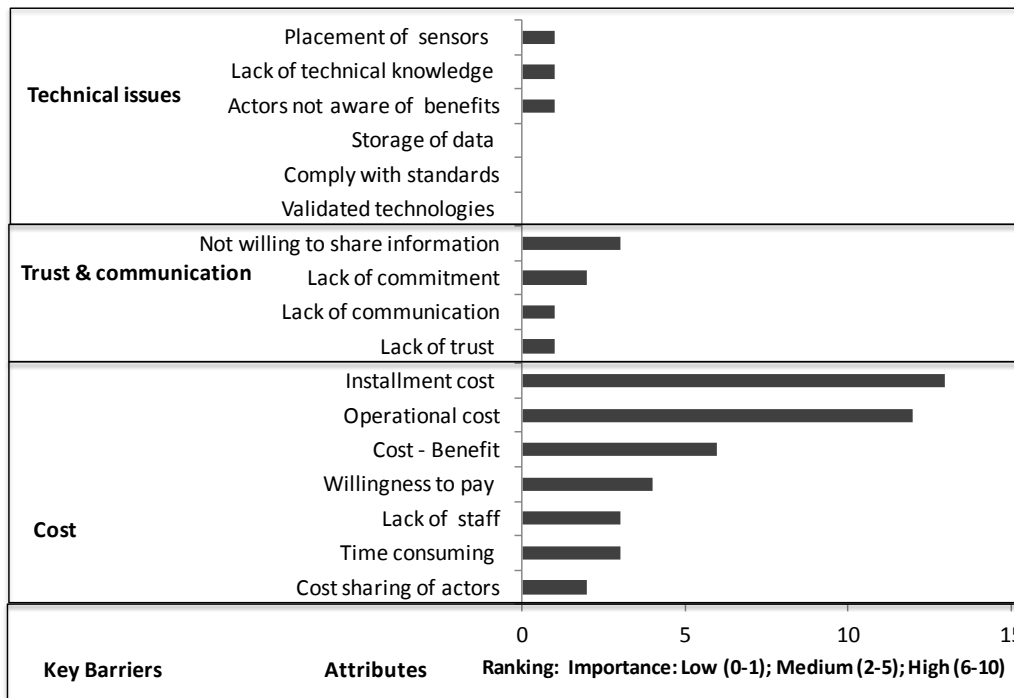 Placement of sensors
Lack of technical knowledge
Technical issues
Actors not aware of benefits
Storage of data
Comply with standards
Validated technologies
Not willing to share information
Trust & communication
Lack of commitment
Lack of communication
Lack of trust
Installment cost
Operational cost
Cost - Benefit
Willingness to pay
Lack of staff
Cost
Time consuming
Cost sharing of actors
0 5 10 15
Key Barriers Attributes Ranking: Importance: Low (0-1); Medium (2-5); High (6-10)